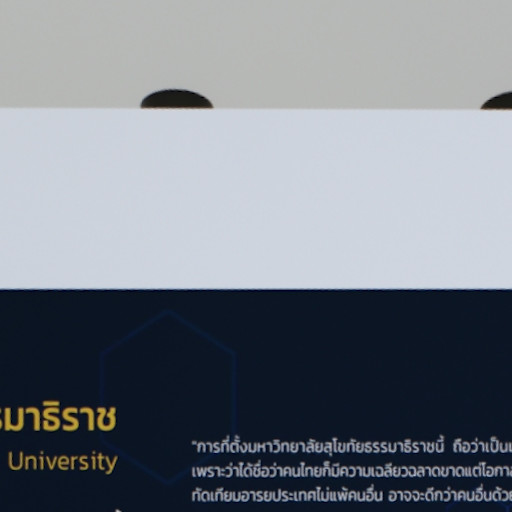 รมาธิราช
University
"การที่ตั้งมหาวิทยาลัยสุโขทัยธรรมาธิราชนี้ ถือว่าเป็น
เพราะว่าได้ชื่อว่าคนไทยก็มีความเฉลียวฉลาดขาดแต่โอกา
ทัดเทียมอารยประเทศไม่แพ้คนอื่น อาจจะดีกว่าคนอื่นด้วย